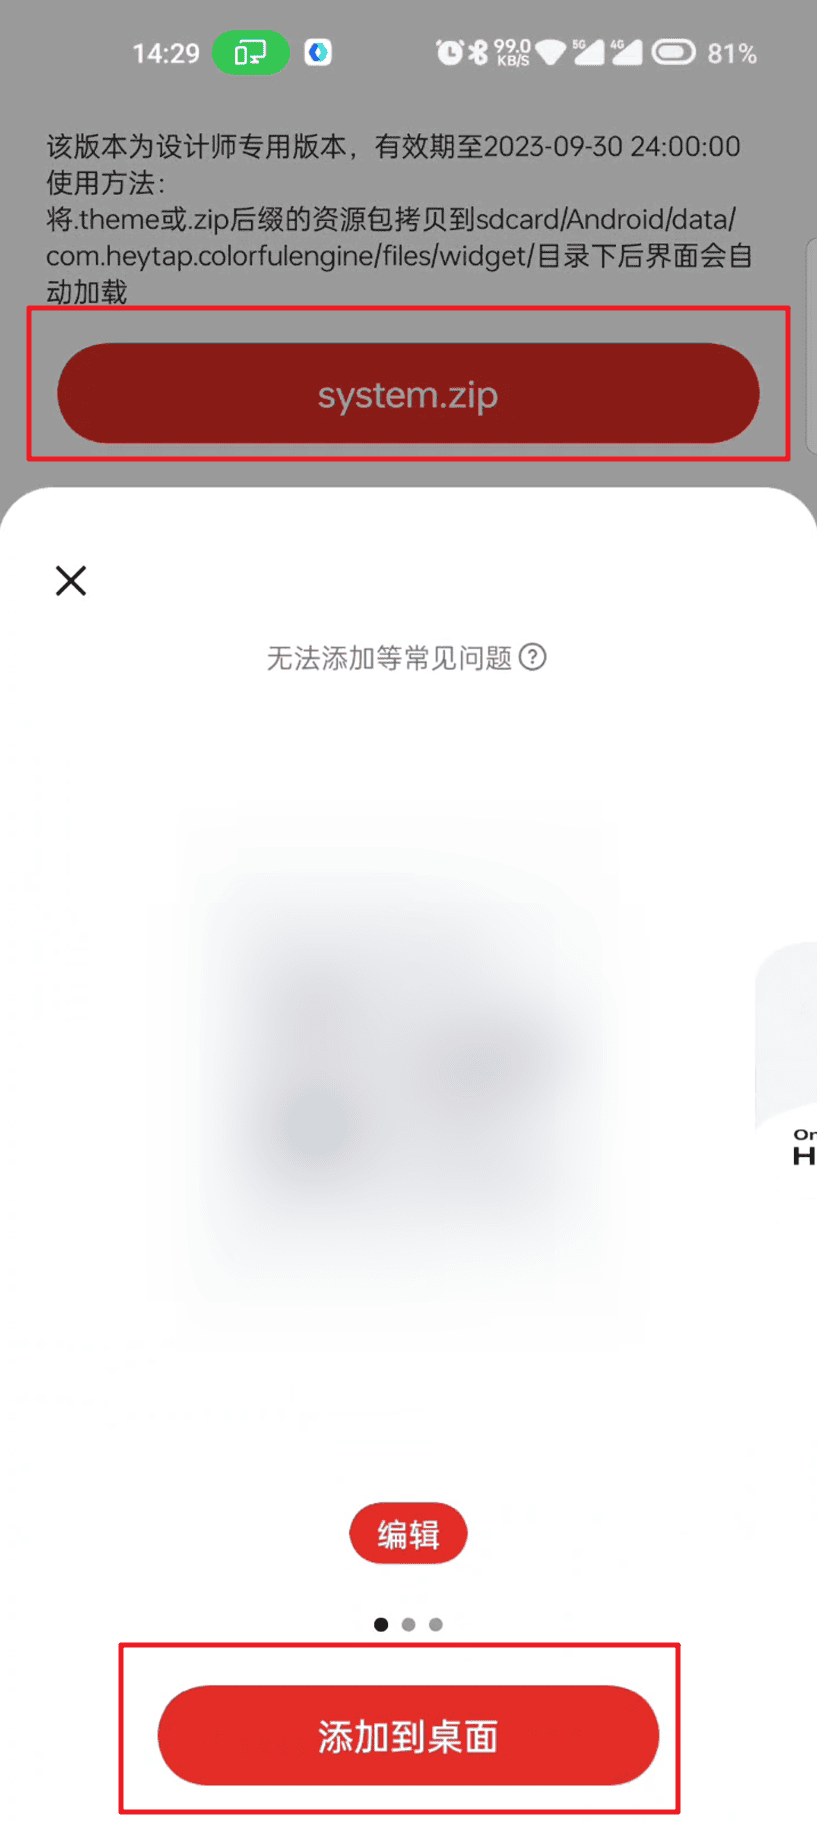 14:29
99.0 KB/S 5G 4G 81%
该版本为设计师专用版本，有效期至2023-09-30 24:00:00
使用方法：
将.theme或.zip后缀的资源包拷贝到sdcard/Android/data/
com.heytap.colorfulengine/files/widget/目录下后界面会自
动加载
system.zip
无法添加等常见问题?
On
H
编辑
添加到桌面